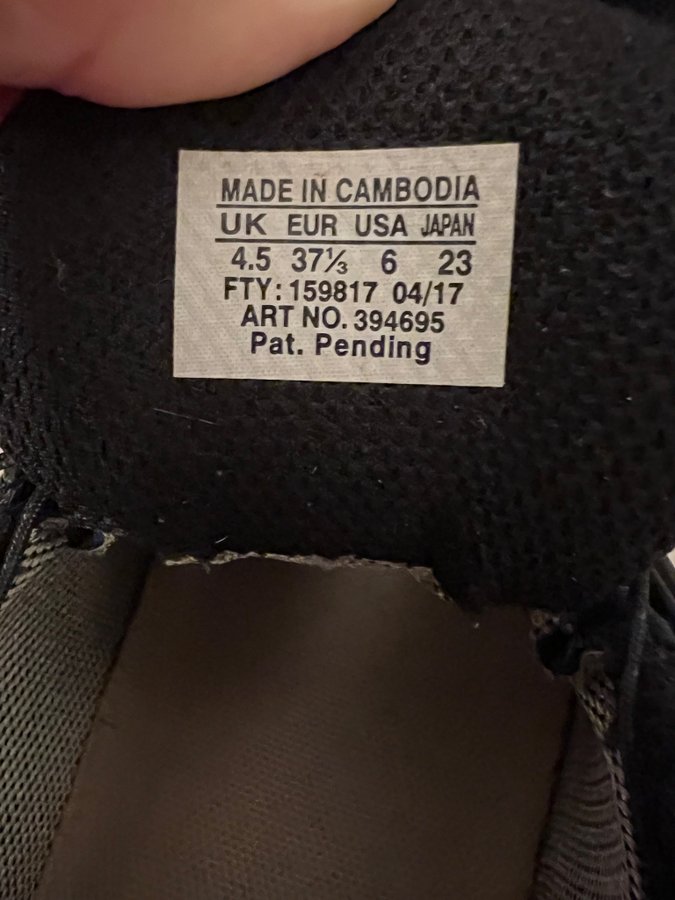 MADE IN CAMBODIA
UK EUR USA JAPAN
4.5 37⅓ 6 23
FTY: 159817 04/17
ART NO. 394695
Pat. Pending